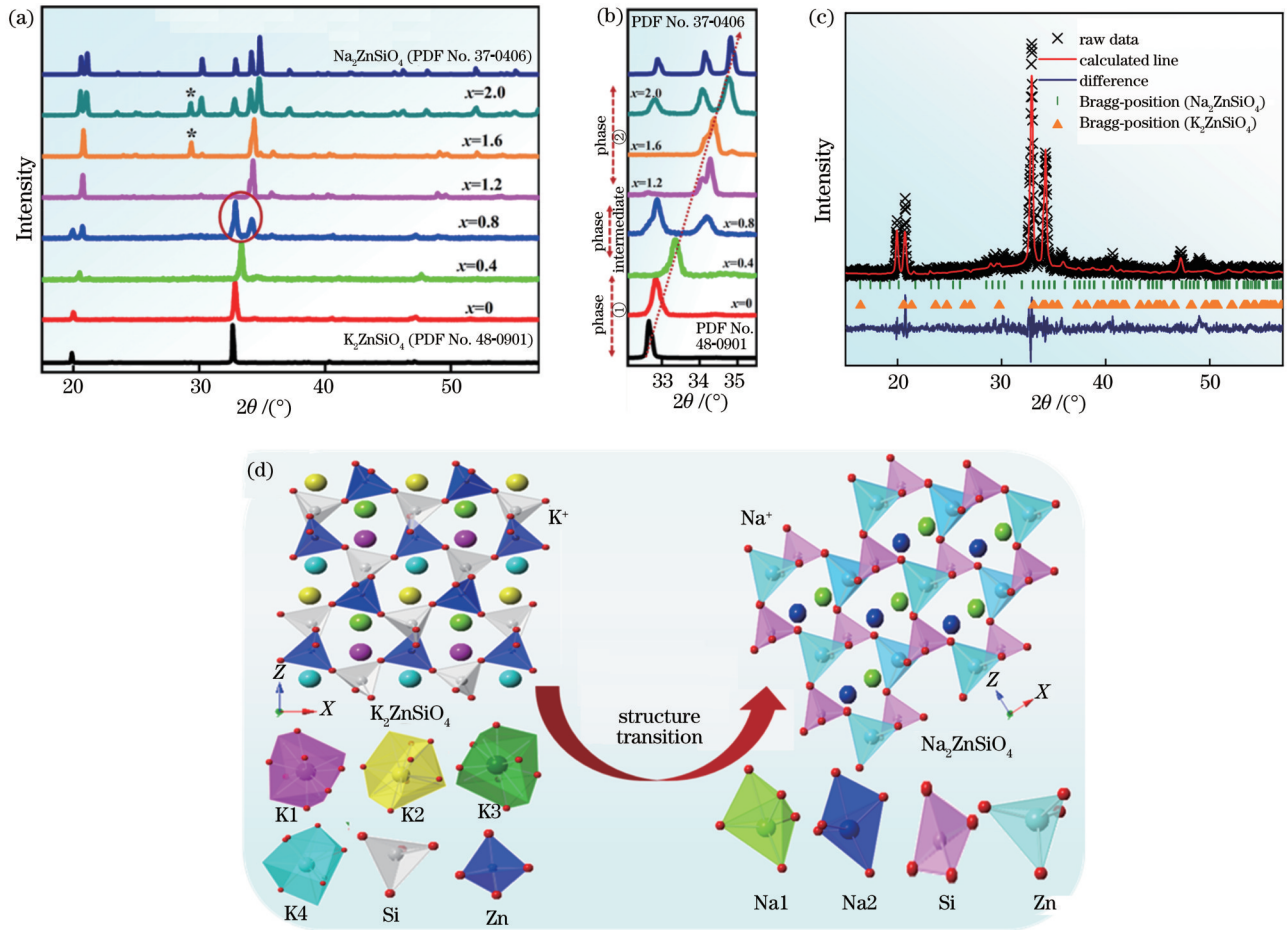 (a)
Na₂ZnSiO₄ (PDF No. 37-0406)
*
x=2.0
*
x=1.6
x=1.2
x=0.8
x=0.4
x=0
K₂ZnSiO₄ (PDF No. 48-0901)
Intensity
20 30 40 50
2θ /(°)
(b)
PDF No. 37-0406
x=2.0
x=1.6
x=1.2
x=0.8
x=0.4
x=0
PDF No.
48-0901
phase ②
phase intermediate
phase ①
33 34 35
2θ /(°)
(c)
raw data
calculated line
difference
Bragg-position (Na₂ZnSiO₄)
Bragg-position (K₂ZnSiO₄)
Intensity
20 30 40 50
2θ /(°)
(d)
K⁺
Z
X
K₂ZnSiO₄
K1 K2 K3
K4 Si Zn
structure
transition
Na⁺
Z
X
Na₂ZnSiO₄
Na1 Na2 Si Zn